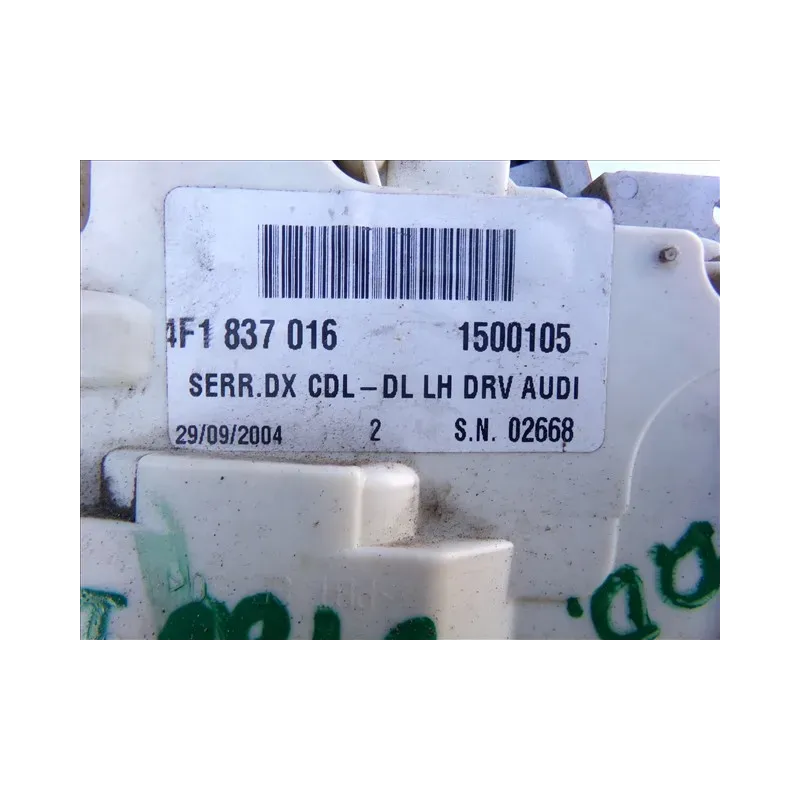 4F1 837 016 1500105
SERR.DX CDL-DL LH DRV AUDI
29/09/2004 2 S.N. 02668